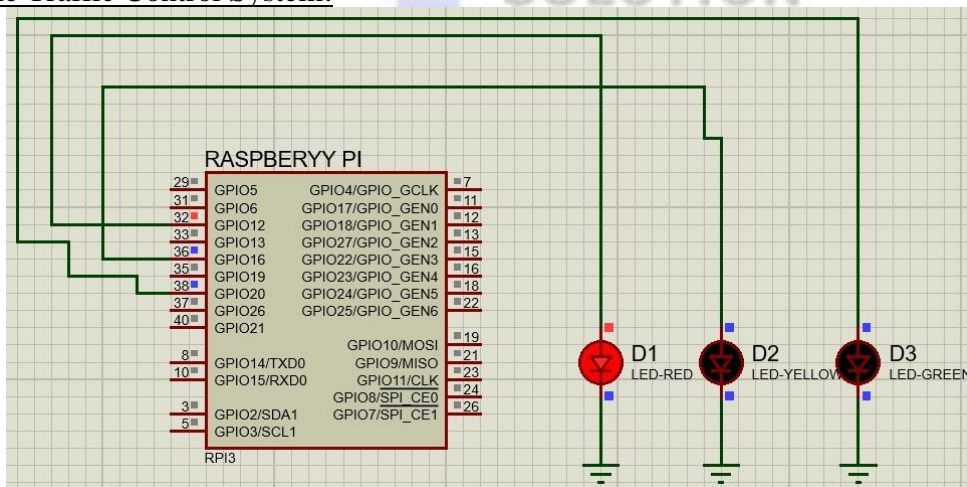 RASPBERYY PI
29 GPIO5 GPIO4/GPIO_GCLK 7
31 GPIO6 GPIO17/GPIO_GEN0 11
32 GPIO12 GPIO18/GPIO_GEN1 12
33 GPIO13 GPIO27/GPIO_GEN2 13
36 GPIO16 GPIO22/GPIO_GEN3 15
35 GPIO19 GPIO23/GPIO_GEN4 16
38 GPIO20 GPIO24/GPIO_GEN5 18
37 GPIO26 GPIO25/GPIO_GEN6 22
40 GPIO21
GPIO10/MOSI 19
8 GPIO14/TXD0 GPIO9/MISO 21
10 GPIO15/RXD0 GPIO11/CLK 23
GPIO8/SPI_CE0 24
3 GPIO2/SDA1 GPIO7/SPI_CE1 26
5 GPIO3/SCL1
RPI3
D1
LED-RED
D2
LED-YELLOW
D3
LED-GREEN